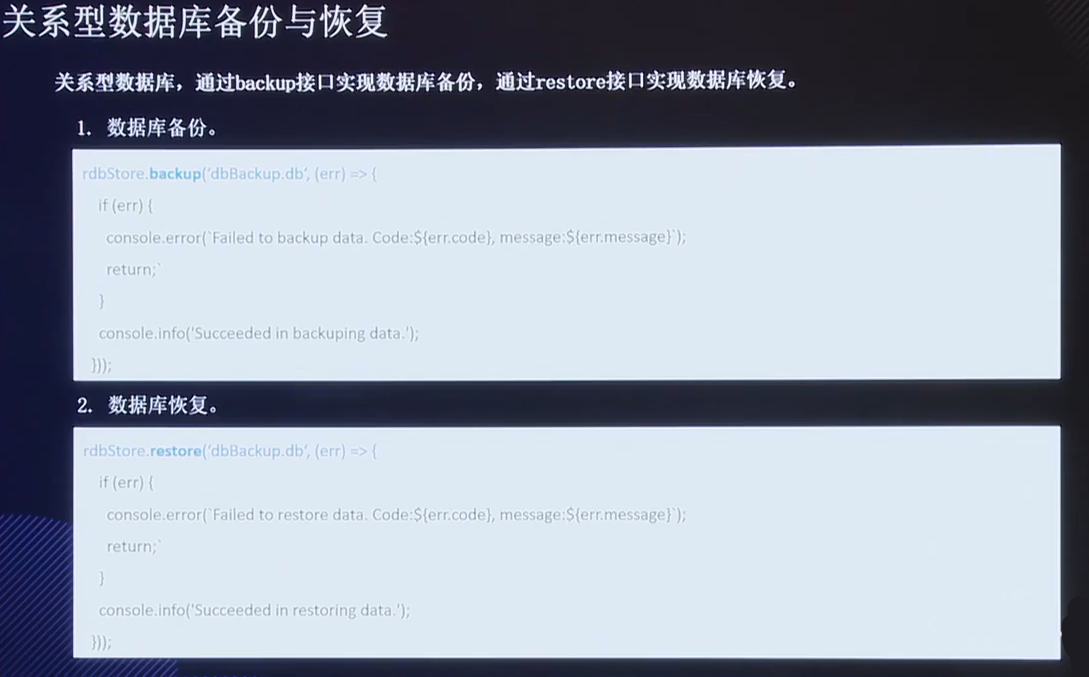 关系型数据库备份与恢复
关系型数据库，通过backup接口实现数据库备份，通过restore接口实现数据库恢复。
1. 数据库备份。
rdbStore.backup('dbBackup.db', (err) => {
if (err) {
console.error(`Failed to backup data. Code:${err.code}, message:${err.message}`);
return;`
}
console.info('Succeeded in backuping data.');
}));
2. 数据库恢复。
rdbStore.restore('dbBackup.db', (err) => {
if (err) {
console.error(`Failed to restore data. Code:${err.code}, message:${err.message}`);
return;`
}
console.info('Succeeded in restoring data.');
}));